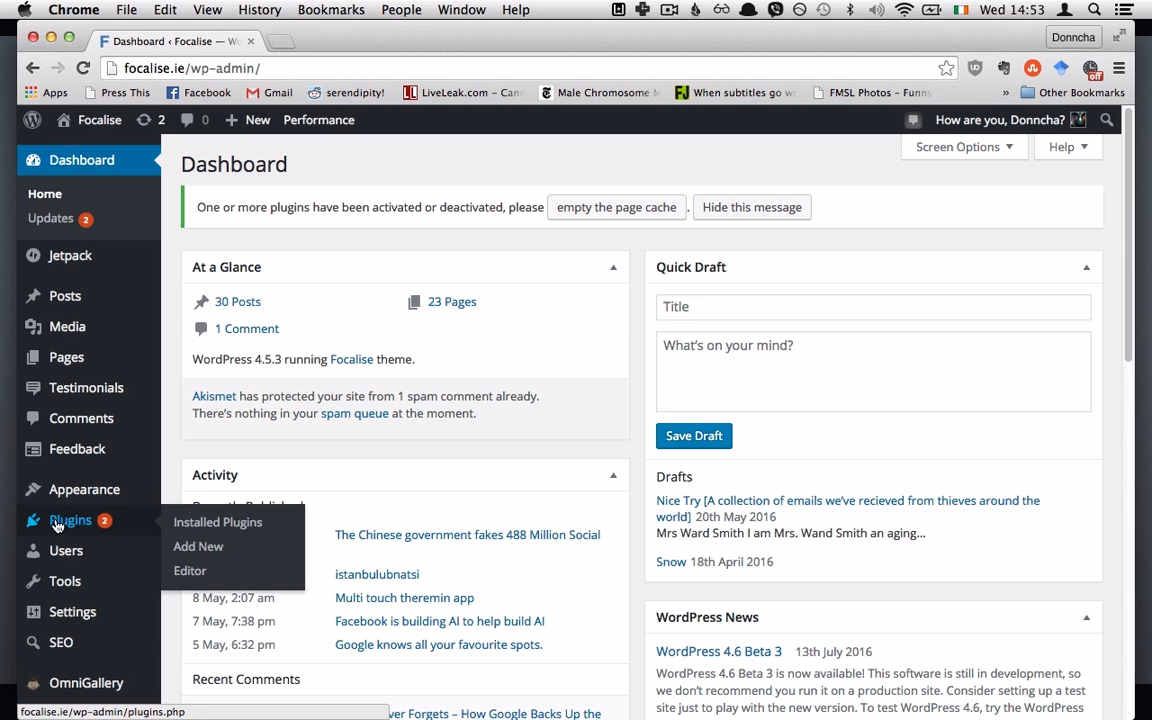 Chrome File Edit View History Bookmarks People Window Help Wed 14:53
Dashboard ‹ Focalise — Wo
Donncha
focalise.ie/wp-admin/
Apps Press This Facebook Gmail serendipity! LiveLeak.com - Can Male Chromosome M When subtitles go w FMSL Photos - Funny » Other Bookmarks
Focalise 2 0 New Performance How are you, Donncha?
Dashboard
Home
Updates 2
Jetpack
Posts
Media
Pages
Testimonials
Comments
Feedback
Appearance
Plugins 2
Users
Tools
Settings
SEO
OmniGallery
Installed Plugins
Add New
Editor
focalise.ie/wp-admin/plugins.php
Screen Options Help
Dashboard
One or more plugins have been activated or deactivated, please empty the page cache . Hide this message
At a Glance
30 Posts 23 Pages
1 Comment
WordPress 4.5.3 running Focalise theme.
Akismet has protected your site from 1 spam comment already.
There's nothing in your spam queue at the moment.
Activity
The Chinese government fakes 488 Million Social
istanbulubnatsi
8 May, 2:07 am Multi touch theremin app
7 May, 7:38 pm Facebook is building AI to help build AI
5 May, 6:32 pm Google knows all your favourite spots.
Recent Comments
ver Forgets – How Google Backs Up the
Quick Draft
Title
What's on your mind?
Save Draft
Drafts
Nice Try [A collection of emails we've recieved from thieves around the
world] 20th May 2016
Mrs Ward Smith I am Mrs. Wand Smith an aging…
Snow 18th April 2016
WordPress News
WordPress 4.6 Beta 3 13th July 2016
WordPress 4.6 Beta 3 is now available! This software is still in development, so
we don't recommend you run it on a production site. Consider setting up a test
site just to play with the new version. To test WordPress 4.6, try the WordPress